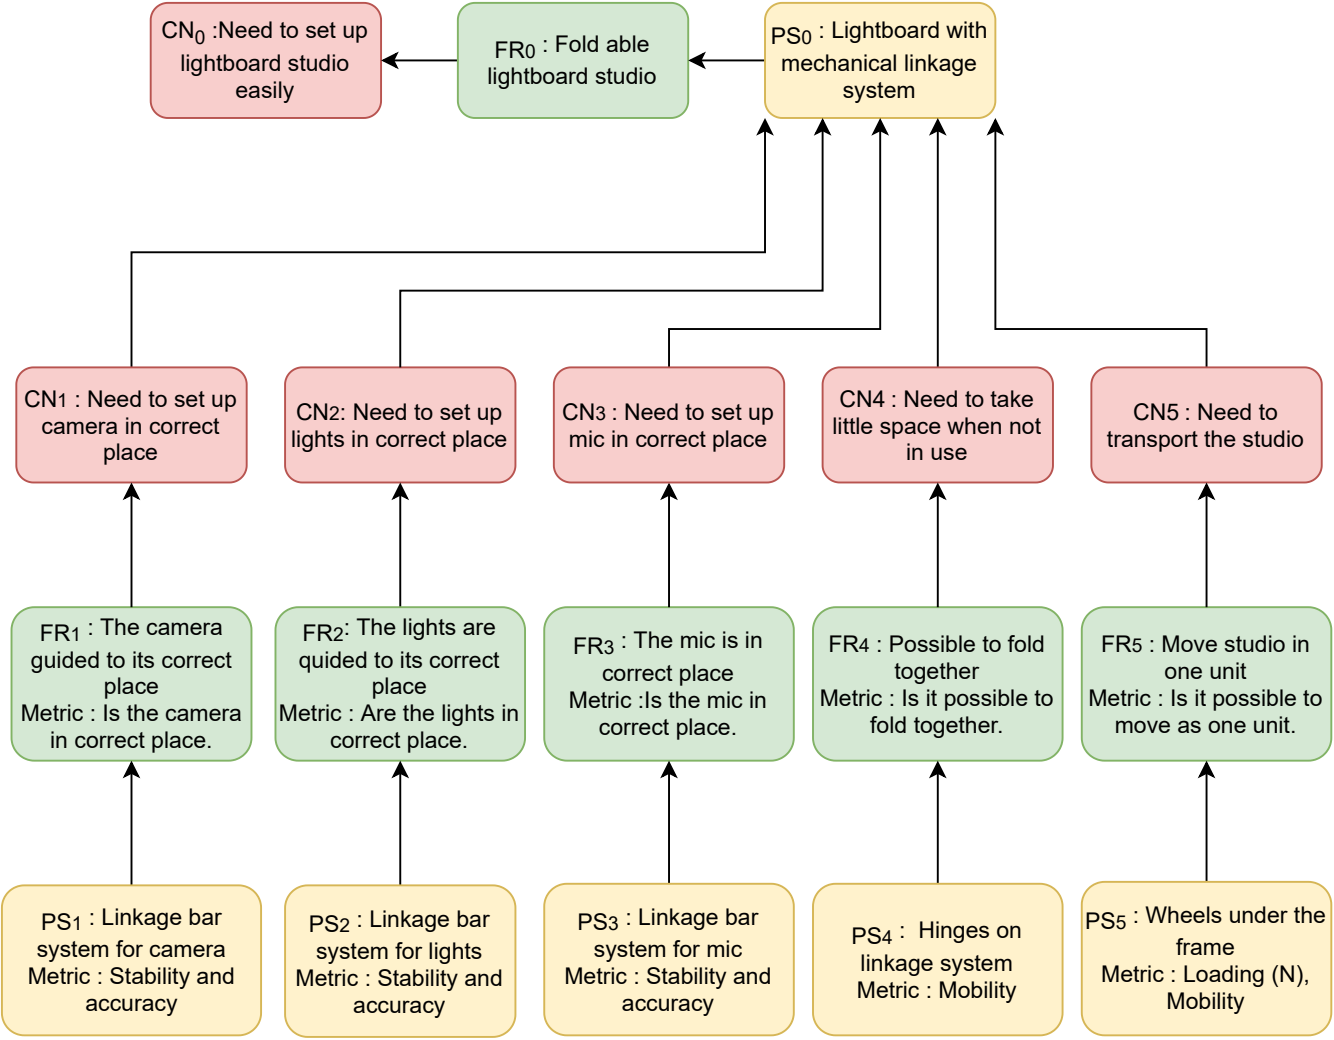 CN0 :Need to set up
lightboard studio
easily
FR0 : Fold able
lightboard studio
PS0 : Lightboard with
mechanical linkage
system
CN1 : Need to set up
camera in correct
place
CN2: Need to set up
lights in correct place
CN3 : Need to set up
mic in correct place
CN4 : Need to take
little space when not
in use
CN5 : Need to
transport the studio
FR1 : The camera
guided to its correct
place
Metric : Is the camera
in correct place.
FR2: The lights are
quided to its correct
place
Metric : Are the lights in
correct place.
FR3 : The mic is in
correct place
Metric :Is the mic in
correct place.
FR4 : Possible to fold
together
Metric : Is it possible to
fold together.
FR5 : Move studio in
one unit
Metric : Is it possible to
move as one unit.
PS1 : Linkage bar
system for camera
Metric : Stability and
accuracy
PS2 : Linkage bar
system for lights
Metric : Stability and
accuracy
PS3 : Linkage bar
system for mic
Metric : Stability and
accuracy
PS4 : Hinges on
linkage system
Metric : Mobility
PS5 : Wheels under the
frame
Metric : Loading (N),
Mobility